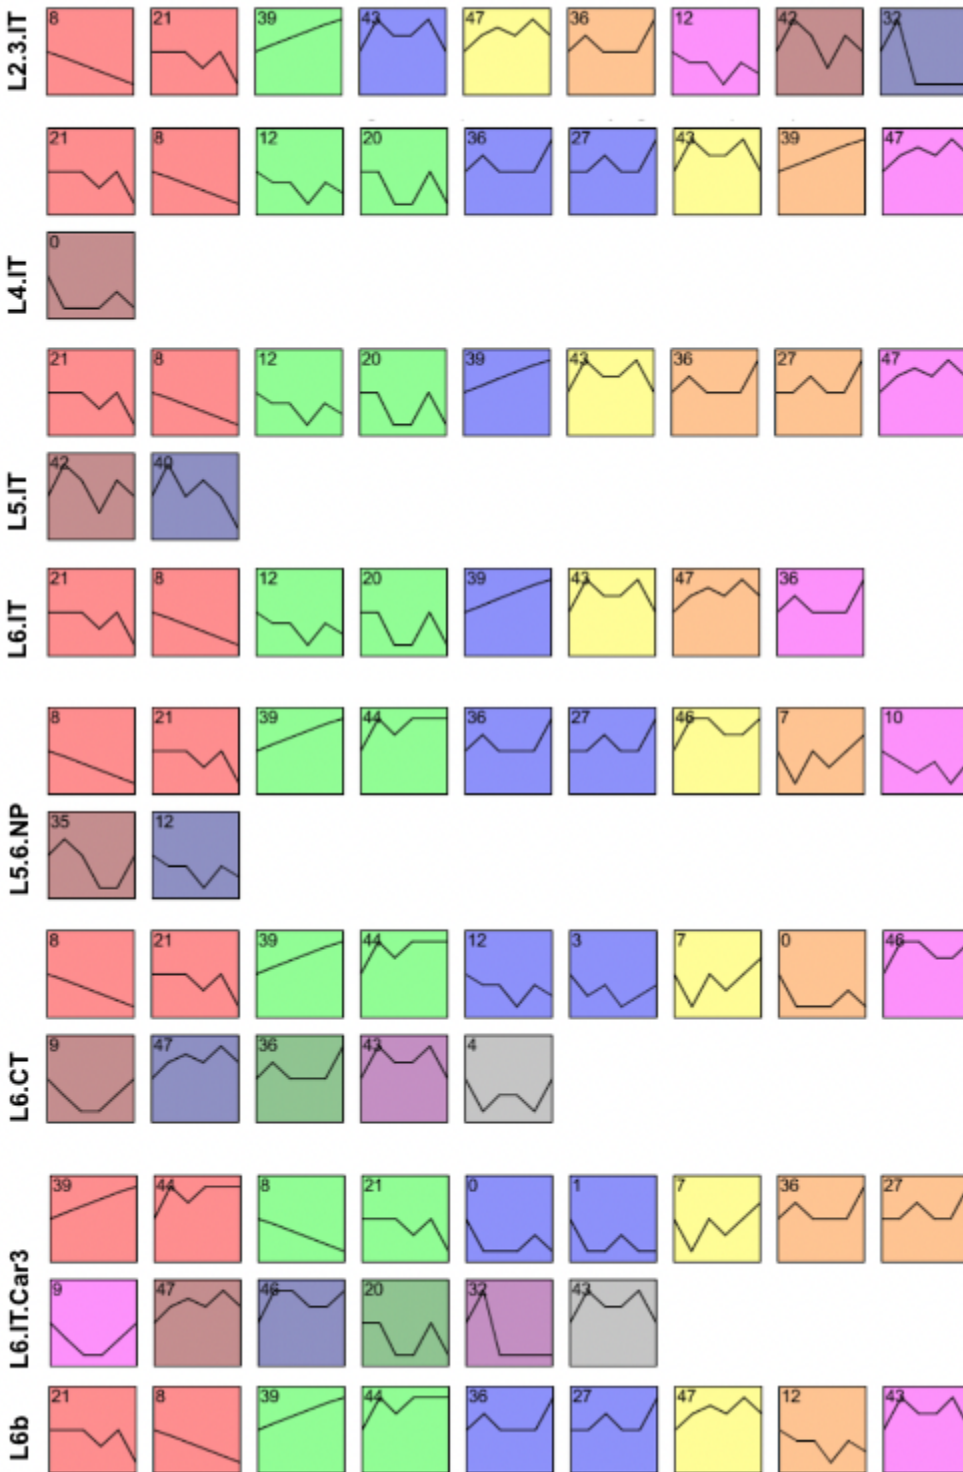 L2.3.IT
8 21 39 43 47 36 12 42 32
L4.IT
21 8 12 20 36 27 43 39 47
0
L5.IT
21 8 12 20 39 43 36 27 47
42 40
L6.IT
21 8 12 20 39 43 47 36
L5.6.NP
8 21 39 44 36 27 46 7 10
35 12
L6.CT
8 21 39 44 12 3 7 0 46
9 47 36 43 4
L6.IT.Car3
39 44 8 21 0 1 7 36 27
9 47 46 20 32 43
L6b
21 8 39 44 36 27 47 12 43